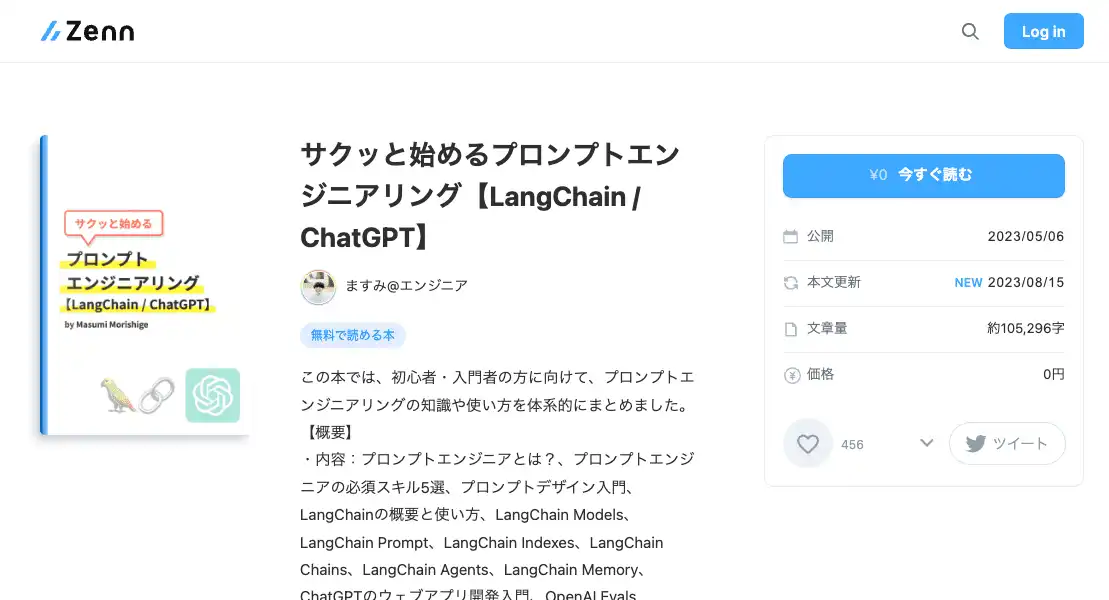 Zenn
Log in
サクッと始める
プロンプト
エンジニアリング
【LangChain / ChatGPT】
by Masumi Morishige
サクッと始めるプロンプトエン
ジニアリング【LangChain /
ChatGPT】
ますみ@エンジニア
無料で読める本
この本では、初心者・入門者の方に向けて、プロンプトエ
ンジニアリングの知識や使い方を体系的にまとめました。
【概要】
・内容：プロンプトエンジニアとは？、プロンプトエンジ
ニアの必須スキル5選、プロンプトデザイン入門、
LangChainの概要と使い方、LangChain Models、
LangChain Prompt、LangChain Indexes、LangChain
Chains、LangChain Agents、LangChain Memory、
ChatGPTのウェブアプリ開発入門、OpenAI Evals
¥0 今すぐ読む
公開 2023/05/06
本文更新 NEW 2023/08/15
文章量 約105,296字
価格 0円
456
ツイート